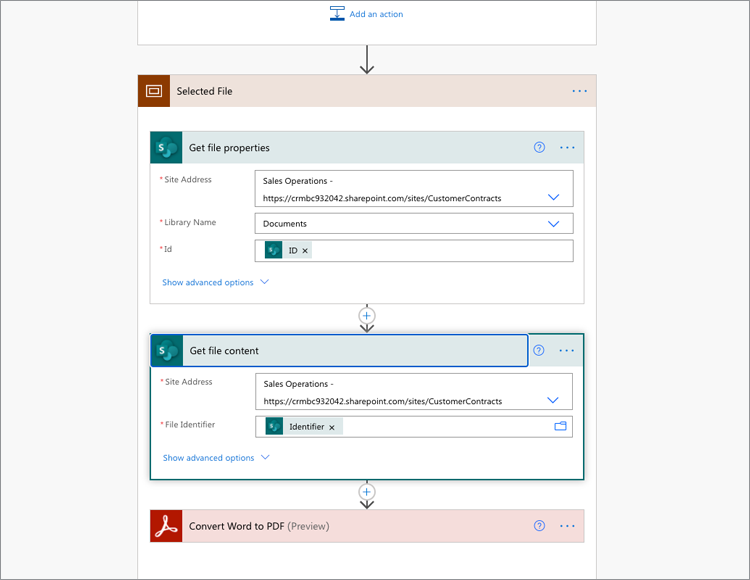 Add an action
Selected File
Get file properties
* Site Address
Sales Operations -
https://crmbc932042.sharepoint.com/sites/CustomerContracts
* Library Name
Documents
* Id
ID ×
Show advanced options
Get file content
* Site Address
Sales Operations -
https://crmbc932042.sharepoint.com/sites/CustomerContracts
* File Identifier
Identifier ×
Show advanced options
Convert Word to PDF (Preview)